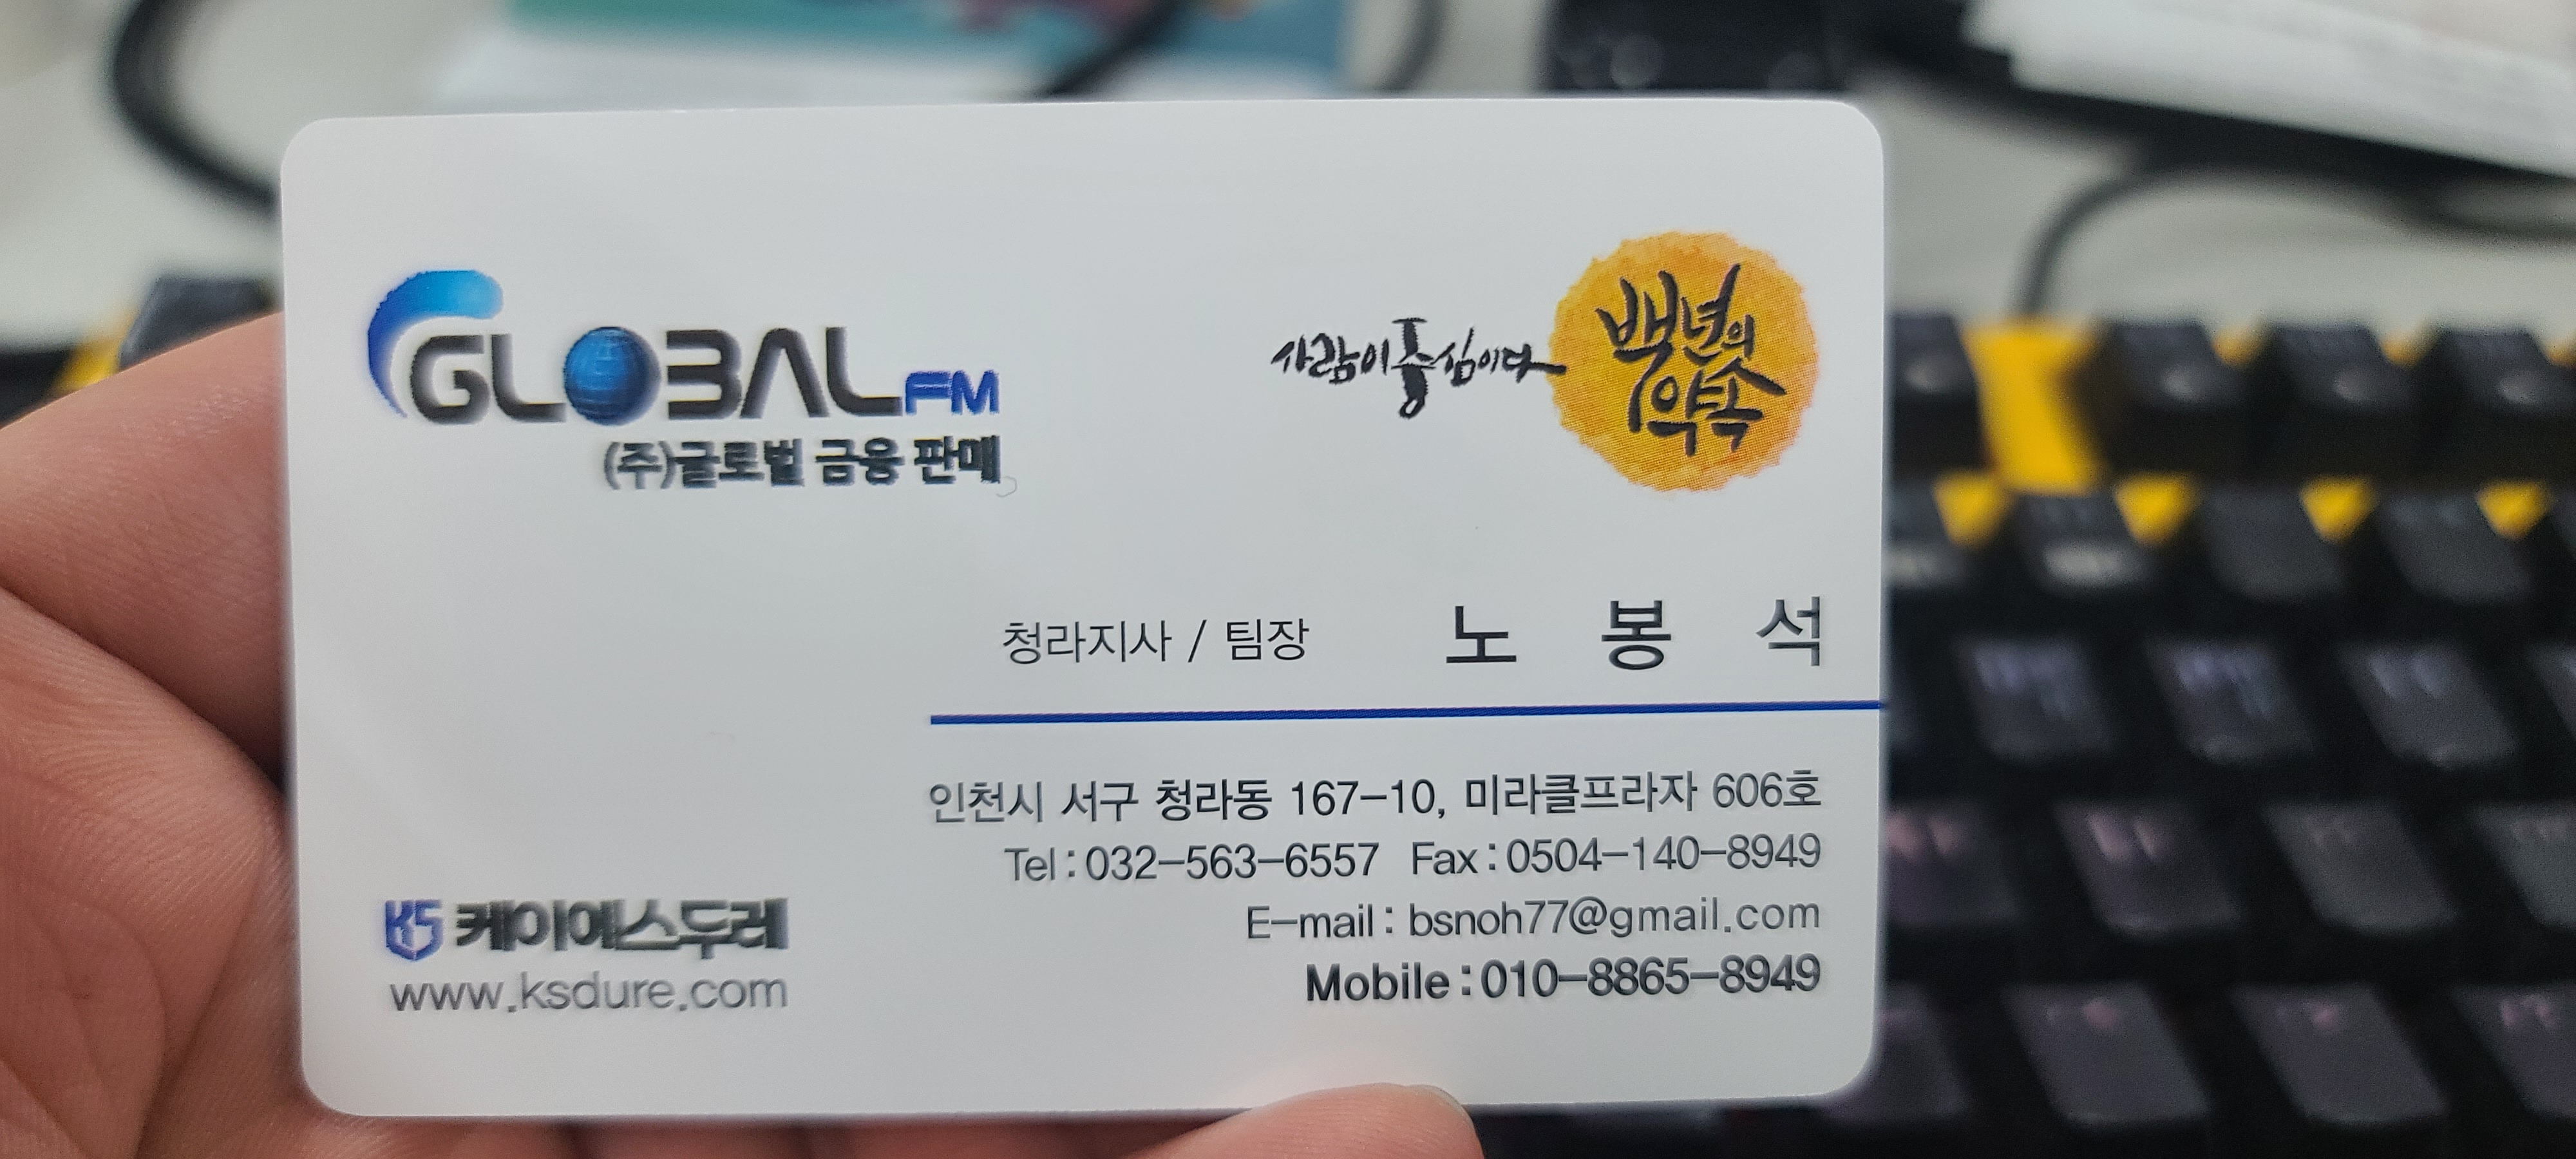 GLOBAL FM
(주)글로벌 금융 판매
사람이 중심이다
백년의
약속
청라지사 / 팀장 노 봉 석
인천시 서구 청라동 167-10, 미라클프라자 606호
Tel : 032-563-6557 Fax : 0504-140-8949
E-mail : bsnoh77@gmail.com
Mobile : 010-8865-8949
KS 케이에스두레
www.ksdure.com